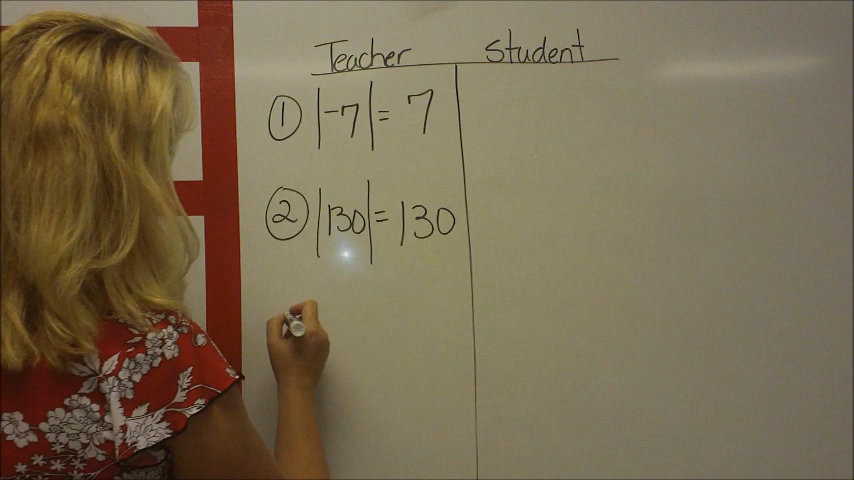 Teacher Student
① |-7| = 7
② |130| = 130